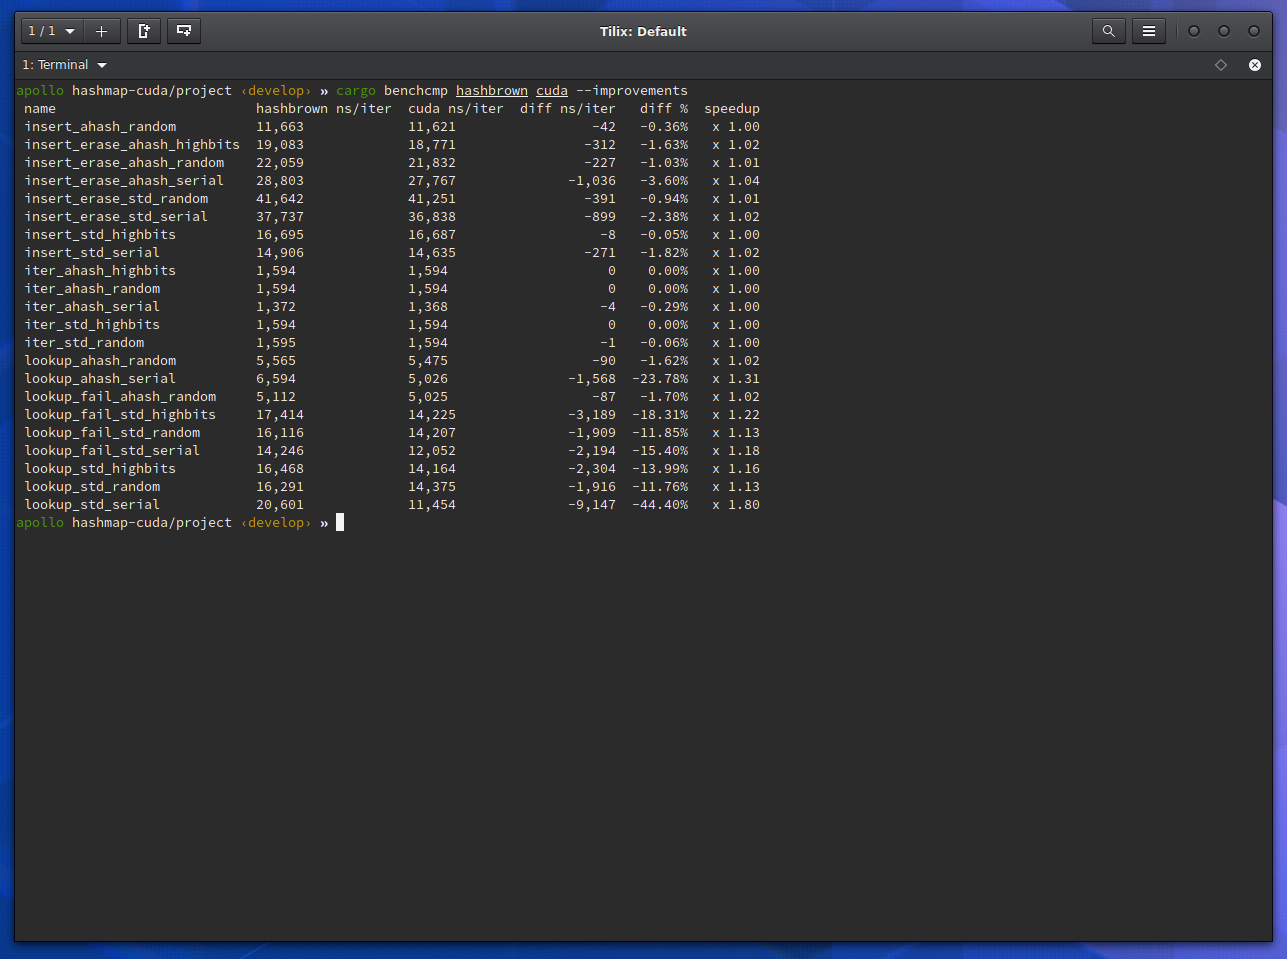 1 / 1
Tilix: Default
1: Terminal
apollo hashmap-cuda/project ‹develop› » cargo benchcmp hashbrown cuda --improvements
name hashbrown ns/iter cuda ns/iter diff ns/iter diff % speedup
insert_ahash_random 11,663 11,621 -42 -0.36% x 1.00
insert_erase_ahash_highbits 19,083 18,771 -312 -1.63% x 1.02
insert_erase_ahash_random 22,059 21,832 -227 -1.03% x 1.01
insert_erase_ahash_serial 28,803 27,767 -1,036 -3.60% x 1.04
insert_erase_std_random 41,642 41,251 -391 -0.94% x 1.01
insert_erase_std_serial 37,737 36,838 -899 -2.38% x 1.02
insert_std_highbits 16,695 16,687 -8 -0.05% x 1.00
insert_std_serial 14,906 14,635 -271 -1.82% x 1.02
iter_ahash_highbits 1,594 1,594 0 0.00% x 1.00
iter_ahash_random 1,594 1,594 0 0.00% x 1.00
iter_ahash_serial 1,372 1,368 -4 -0.29% x 1.00
iter_std_highbits 1,594 1,594 0 0.00% x 1.00
iter_std_random 1,595 1,594 -1 -0.06% x 1.00
lookup_ahash_random 5,565 5,475 -90 -1.62% x 1.02
lookup_ahash_serial 6,594 5,026 -1,568 -23.78% x 1.31
lookup_fail_ahash_random 5,112 5,025 -87 -1.70% x 1.02
lookup_fail_std_highbits 17,414 14,225 -3,189 -18.31% x 1.22
lookup_fail_std_random 16,116 14,207 -1,909 -11.85% x 1.13
lookup_fail_std_serial 14,246 12,052 -2,194 -15.40% x 1.18
lookup_std_highbits 16,468 14,164 -2,304 -13.99% x 1.16
lookup_std_random 16,291 14,375 -1,916 -11.76% x 1.13
lookup_std_serial 20,601 11,454 -9,147 -44.40% x 1.80
apollo hashmap-cuda/project ‹develop› »